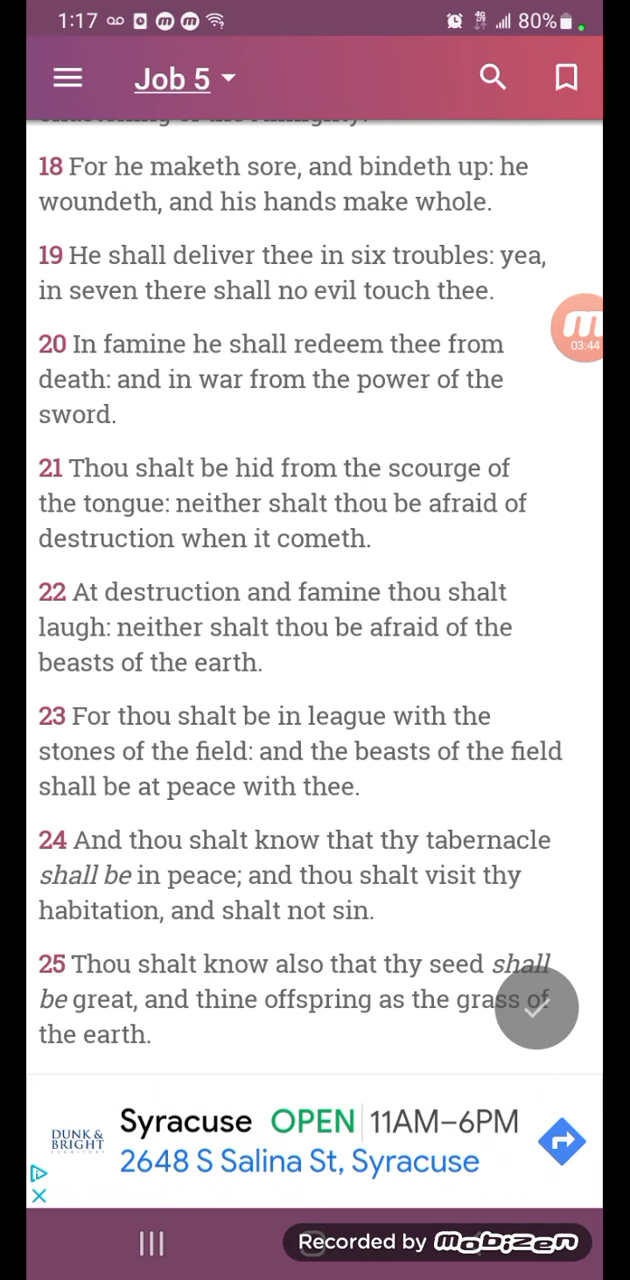 1:17
80%
Job 5
18 For he maketh sore, and bindeth up: he
woundeth, and his hands make whole.
19 He shall deliver thee in six troubles: yea,
in seven there shall no evil touch thee.
03:44
20 In famine he shall redeem thee from
death: and in war from the power of the
sword.
21 Thou shalt be hid from the scourge of
the tongue: neither shalt thou be afraid of
destruction when it cometh.
22 At destruction and famine thou shalt
laugh: neither shalt thou be afraid of the
beasts of the earth.
23 For thou shalt be in league with the
stones of the field: and the beasts of the field
shall be at peace with thee.
24 And thou shalt know that thy tabernacle
shall be in peace; and thou shalt visit thy
habitation, and shalt not sin.
25 Thou shalt know also that thy seed shall
be great, and thine offspring as the grass of
the earth.
DUNK &
BRIGHT
FURNITURE
Syracuse OPEN 11AM–6PM
2648 S Salina St, Syracuse
Recorded by mobizen